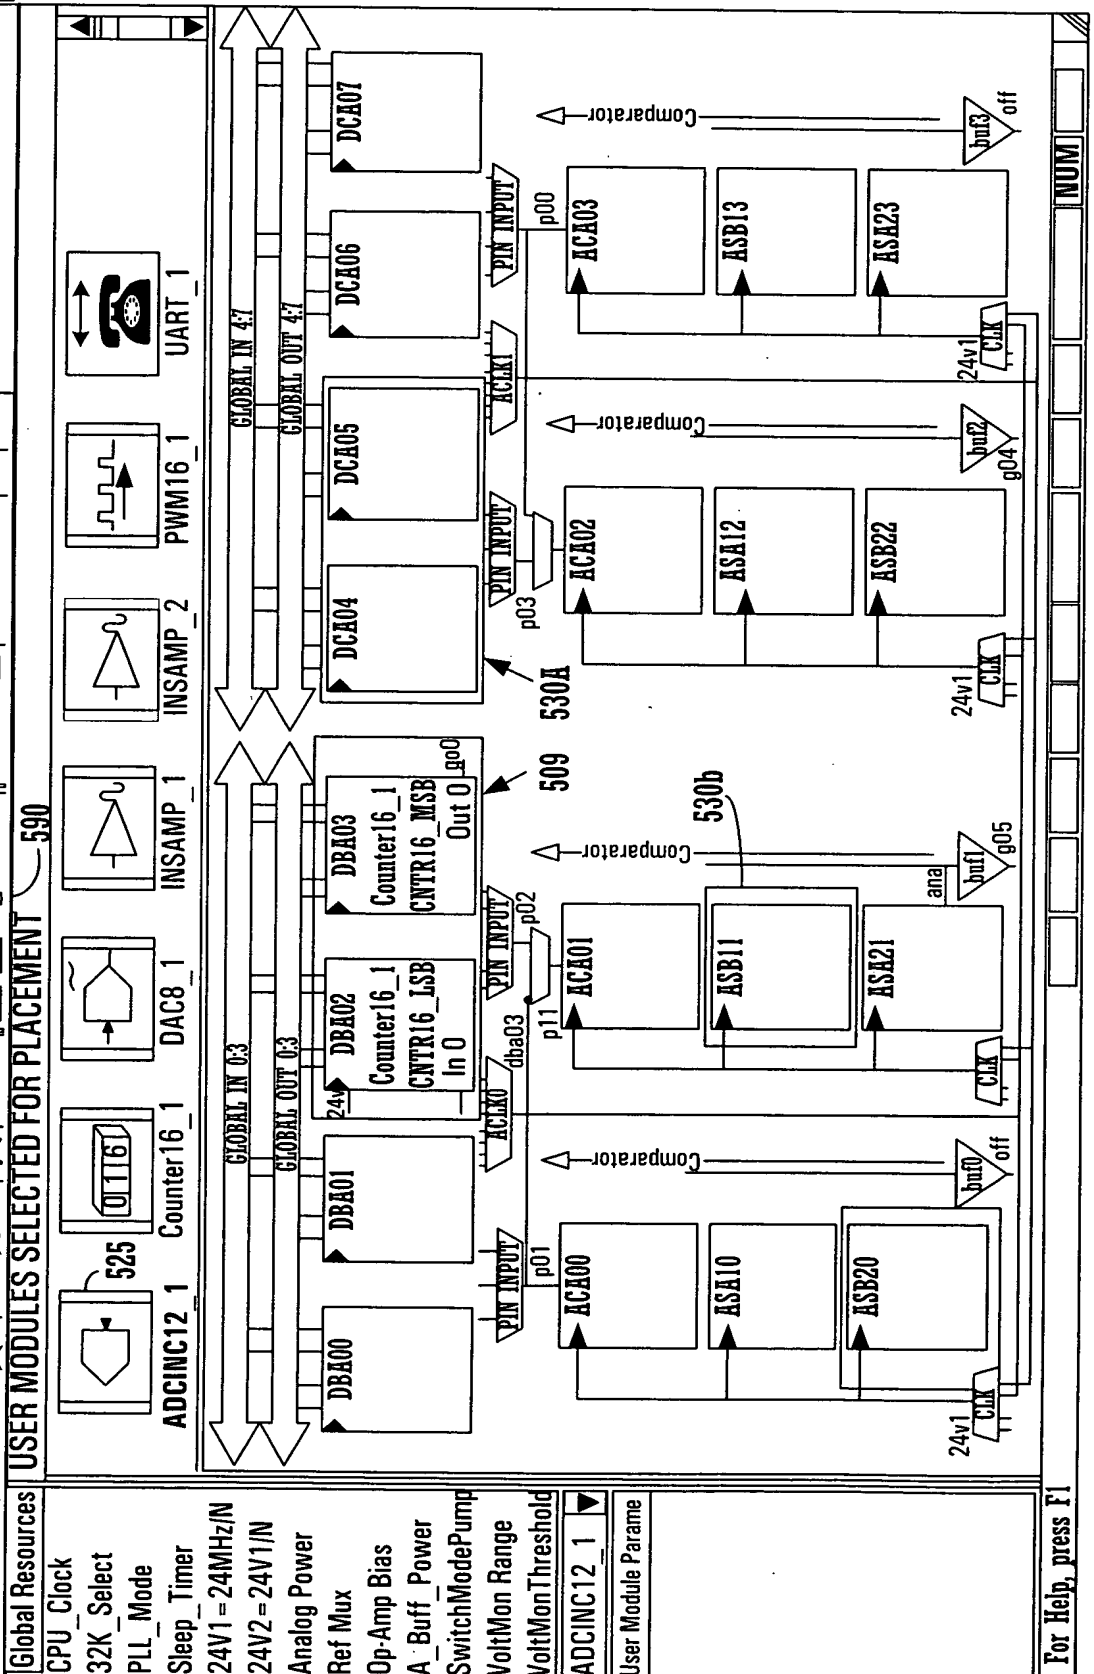 USER MODULES SELECTED FOR PLACEMENT
590
525
ADCINC12_1
Counter16_1
DAC8_1
INSAMP_1
INSAMP_2
PWM16_1
UART_1
0 1 6
Global Resources
CPU_Clock
32K_Select
PLL_Mode
Sleep_Timer
24V1 = 24MHz/N
24V2 = 24V1/N
Analog Power
Ref Mux
Op-Amp Bias
A_Buff_Power
SwitchModePump
VoltMon Range
VoltMonThreshold
ADCINC12_1
User Module Parame
GLOBAL IN 0:3
GLOBAL IN 4:7
GLOBAL OUT 0:3
GLOBAL OUT 4:7
DBA00
DBA01
DBA02
Counter16_1
CNTR16_LSB
In 0
24v
DBA03
Counter16_1
CNTR16_MSB
Out 0
go0
DCA04
DCA05
DCA06
DCA07
509
530A
PIN INPUT
ACLK0
PIN INPUT
PIN INPUT
ACLK1
PIN INPUT
p01
dba03
p11
p02
p03
p00
ACA00
ACA01
ACA02
ACA03
Comparator
Comparator
Comparator
Comparator
ASA10
ASB11
ASA12
ASB13
530b
ASB20
ASA21
ASB22
ASA23
ana
buf0
off
buf1
g05
buf2
g04
buf3
off
24v1
CLK
CLK
24v1
CLK
24v1
CLK
For Help, press F1
NUM